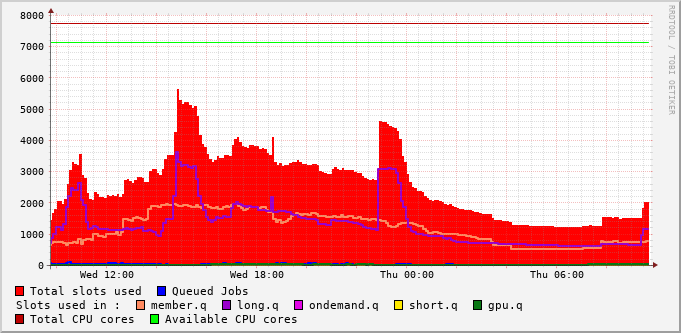 RRDTOOL / TOBI OETIKER
8000
7000
6000
5000
4000
3000
2000
1000
0
Wed 12:00 Wed 18:00 Thu 00:00 Thu 06:00
Total slots used Queued Jobs
Slots used in : member.q long.q ondemand.q short.q gpu.q
Total CPU cores Available CPU cores